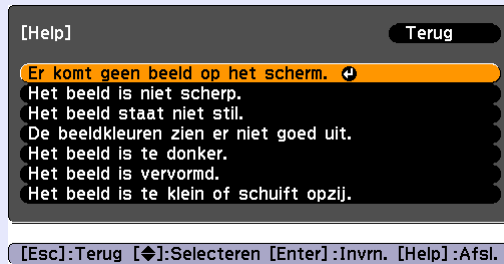 [Help] Terug
Er komt geen beeld op het scherm.
Het beeld is niet scherp.
Het beeld staat niet stil.
De beeldkleuren zien er niet goed uit.
Het beeld is te donker.
Het beeld is vervormd.
Het beeld is te klein of schuift opzij.
[Esc]:Terug [◆]:Selecteren [Enter]:Invrn. [Help]:Afsl.